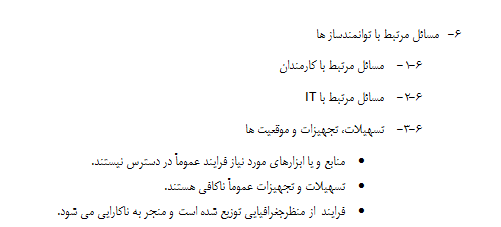 ۶- مسائل مرتبط با توانمندساز ها
۶-۱- مسائل مرتبط با کارمندان
۶-۲- مسائل مرتبط با IT
۶-۳- تسهیلات، تجهیزات و موقعیت ها
• منابع و یا ابزارهای مورد نیاز فرایند عموماً در دسترس نیستند.
• تسهیلات و تجهیزات عموماً ناکافی هستند.
• فرایند از منظرجغرافیایی توزیع شده است و منجر به ناکارایی می شود.